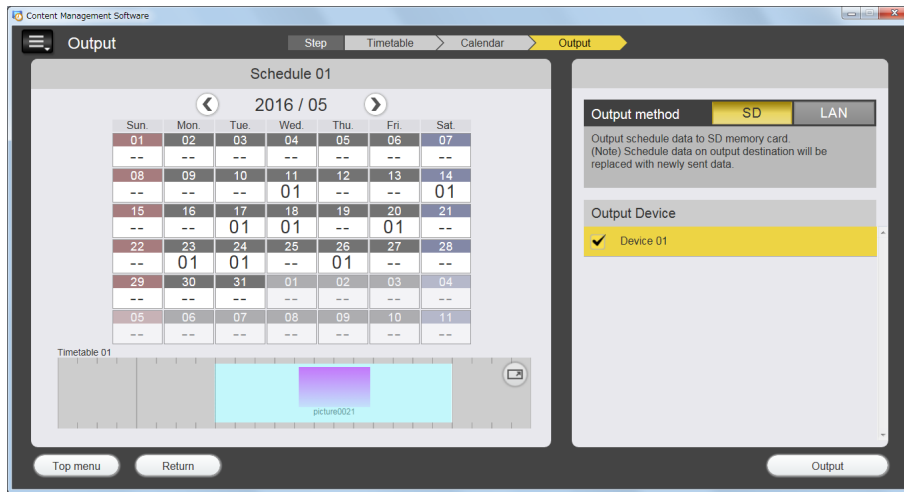 Content Management Software
Output
Step Timetable Calendar Output
Schedule 01
2016 / 05
Sun. Mon. Tue. Wed. Thu. Fri. Sat.
01 02 03 04 05 06 07
-- -- -- -- -- -- --
08 09 10 11 12 13 14
-- -- -- 01 -- -- 01
15 16 17 18 19 20 21
-- -- 01 01 -- 01 --
22 23 24 25 26 27 28
-- 01 01 -- 01 -- --
29 30 31 01 02 03 04
-- -- -- -- -- -- --
05 06 07 08 09 10 11
-- -- -- -- -- -- --
Timetable 01
picture0021
Output method SD LAN
Output schedule data to SD memory card.
(Note) Schedule data on output destination will be
replaced with newly sent data.
Output Device
Device 01
Top menu Return Output